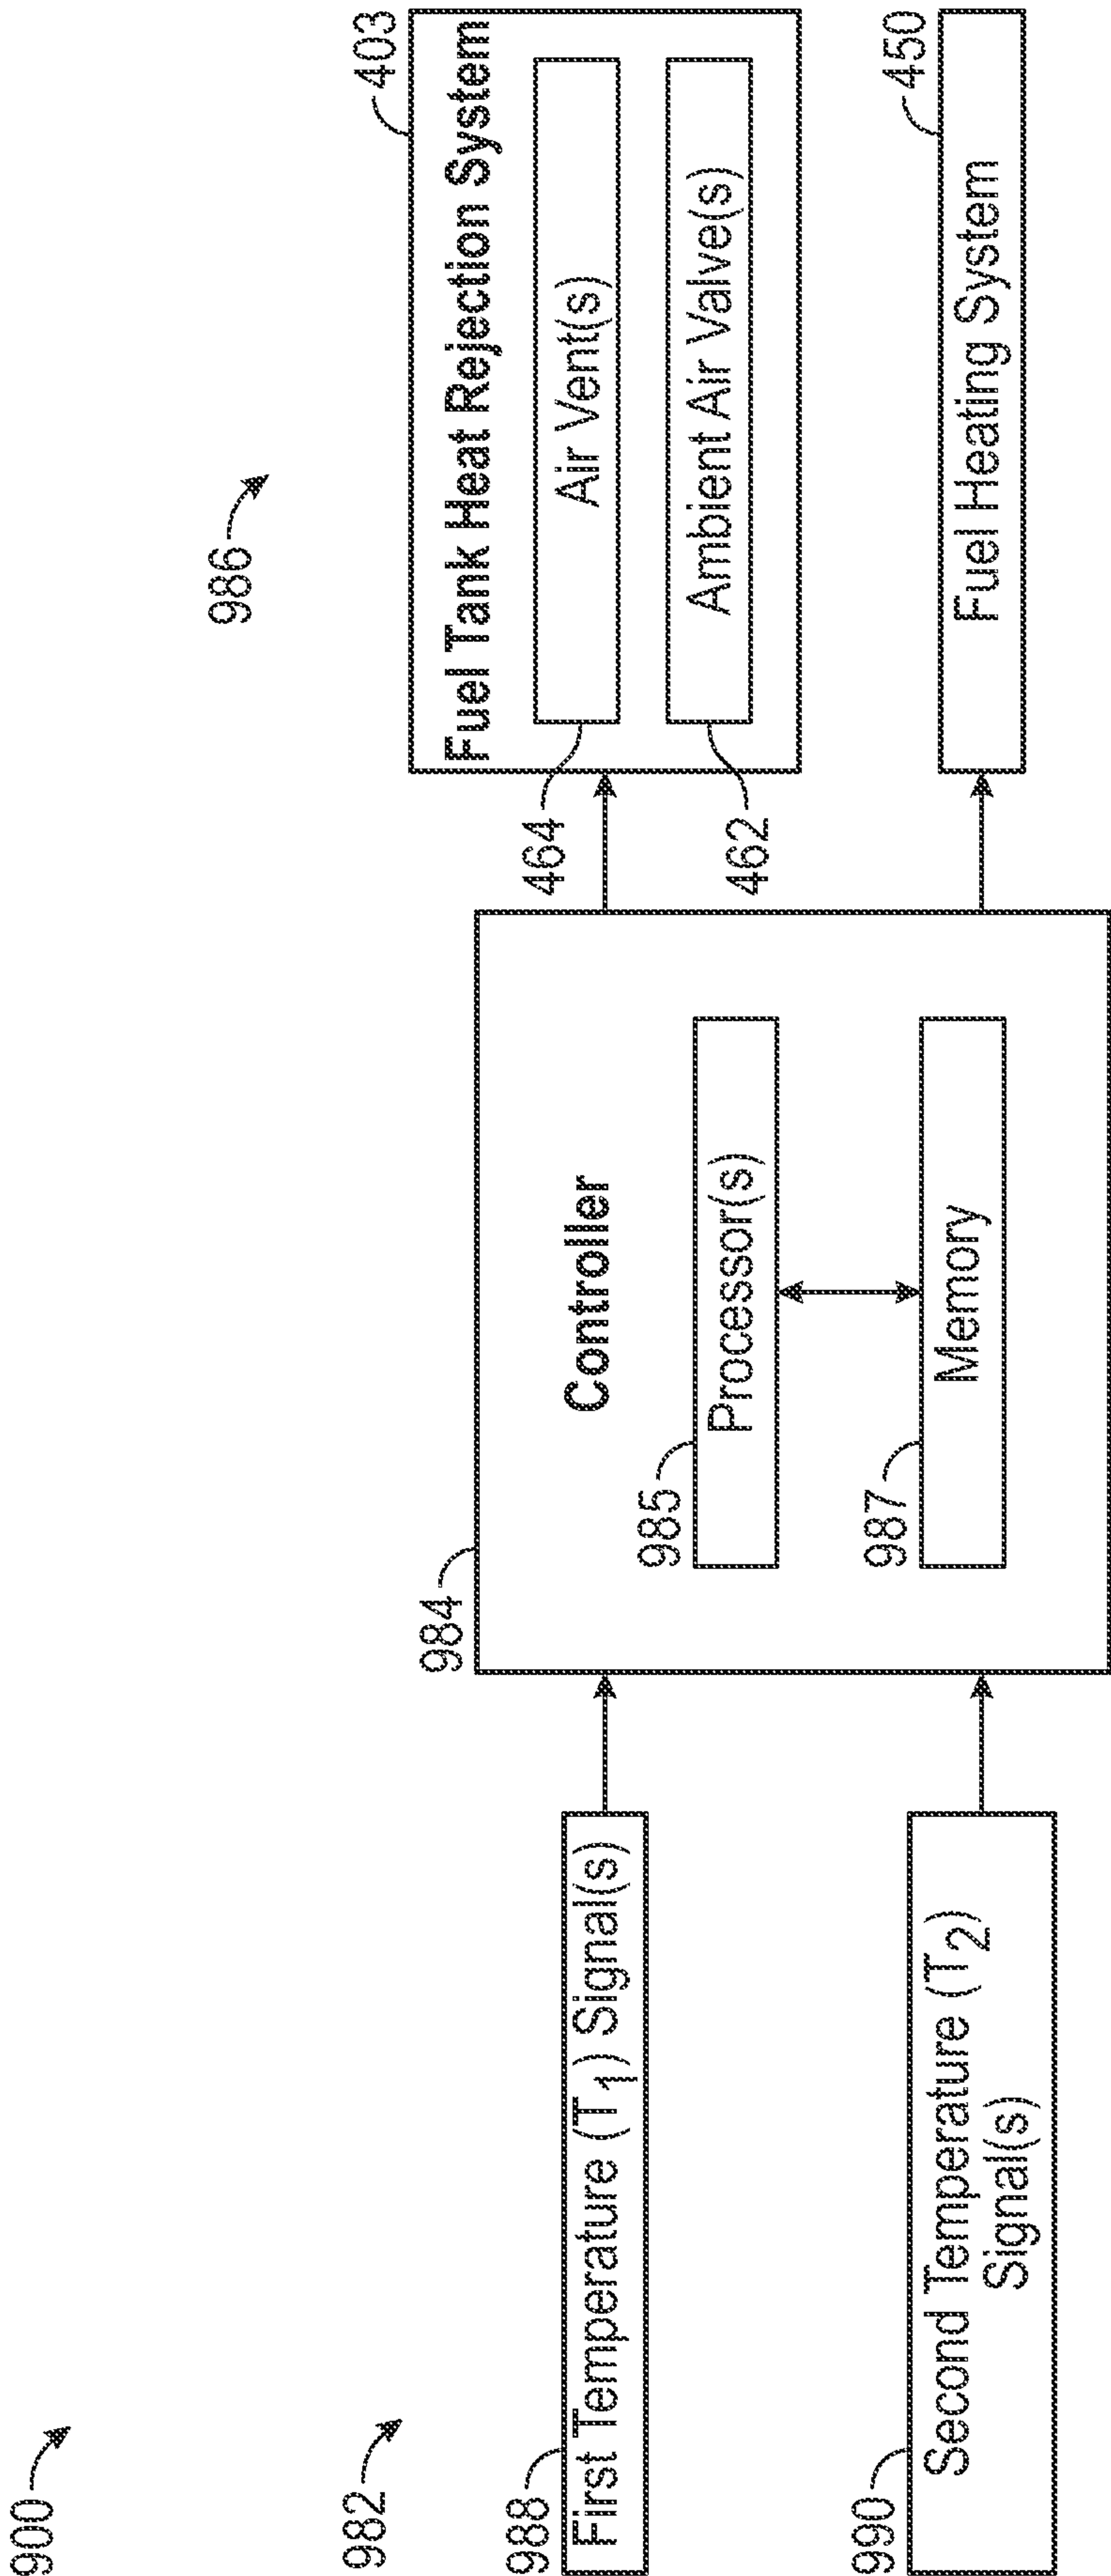 900
982
988
First Temperature (T1) Signal(s)
990
Second Temperature (T2)
Signal(s)
984
Controller
985
Processor(s)
987
Memory
986
403
Fuel Tank Heat Rejection System
464
Air Vent(s)
462
Ambient Air Valve(s)
450
Fuel Heating System